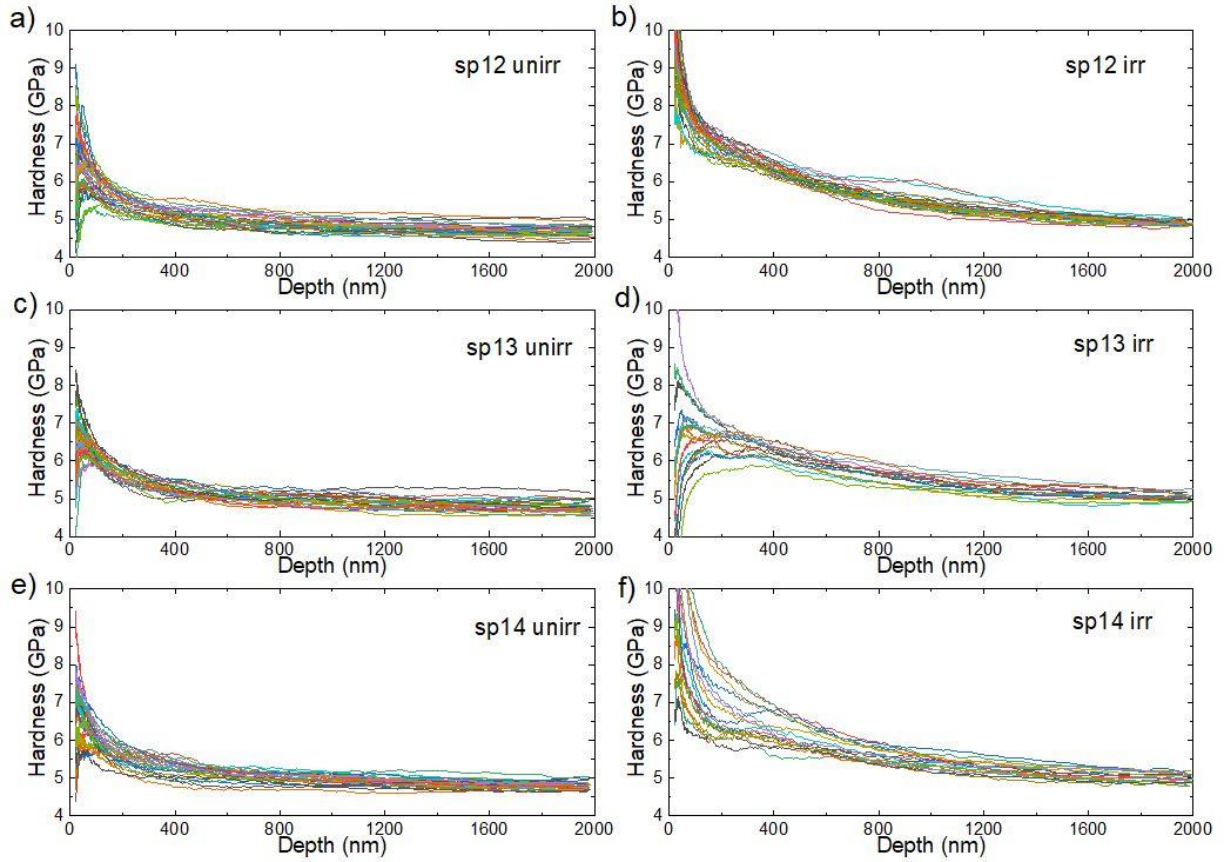 a)
10
9
8
7
6
5
4
Hardness (GPa)
sp12 unirr
0 400 800 1200 1600 2000
Depth (nm)
b)
10
9
8
7
6
5
4
Hardness (GPa)
sp12 irr
0 400 800 1200 1600 2000
Depth (nm)
c)
10
9
8
7
6
5
4
Hardness (GPa)
sp13 unirr
0 400 800 1200 1600 2000
Depth (nm)
d)
10
9
8
7
6
5
4
Hardness (GPa)
sp13 irr
0 400 800 1200 1600 2000
Depth (nm)
e)
10
9
8
7
6
5
4
Hardness (GPa)
sp14 unirr
0 400 800 1200 1600 2000
Depth (nm)
f)
10
9
8
7
6
5
4
Hardness (GPa)
sp14 irr
0 400 800 1200 1600 2000
Depth (nm)